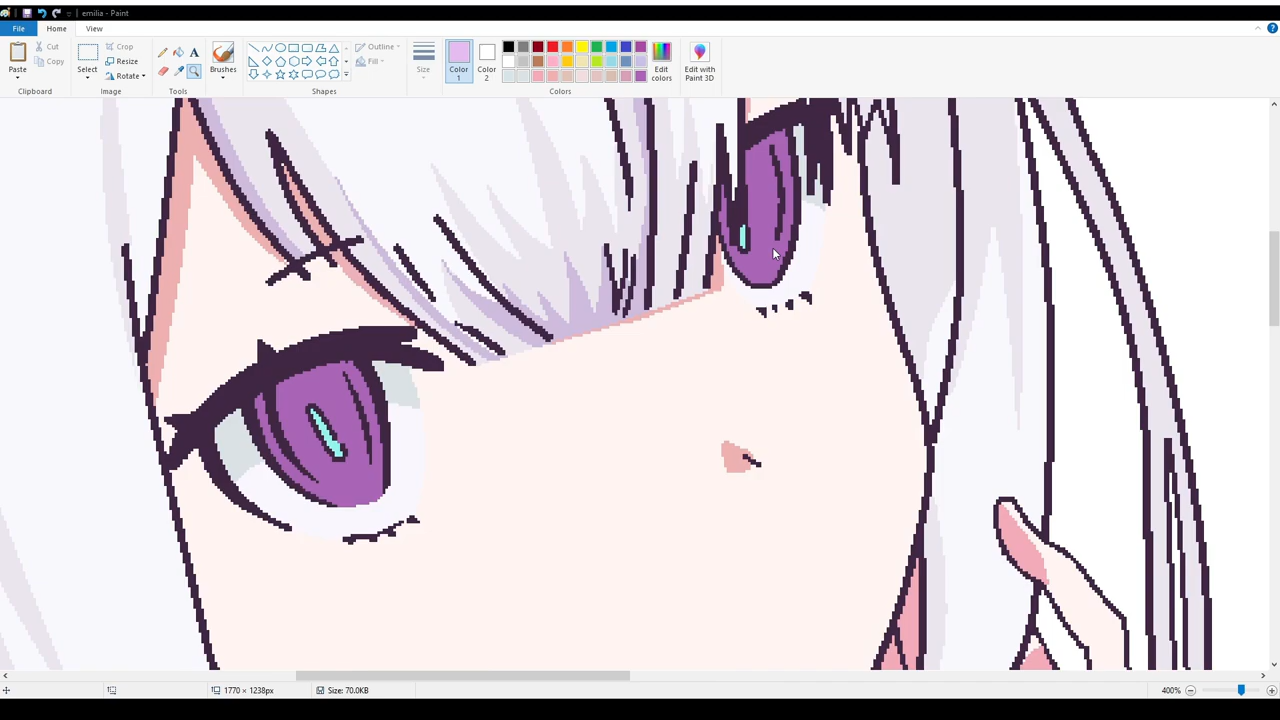 emilia - Paint
File
Home
View
Paste
Cut
Copy
Clipboard
Select
Crop
Resize
Rotate
Image
A
Tools
Brushes
Outline
Fill
Shapes
Size
Color
1
Color
2
Edit
colors
Colors
Edit with
Paint 3D
1770 × 1238px
Size: 70.0KB
400%